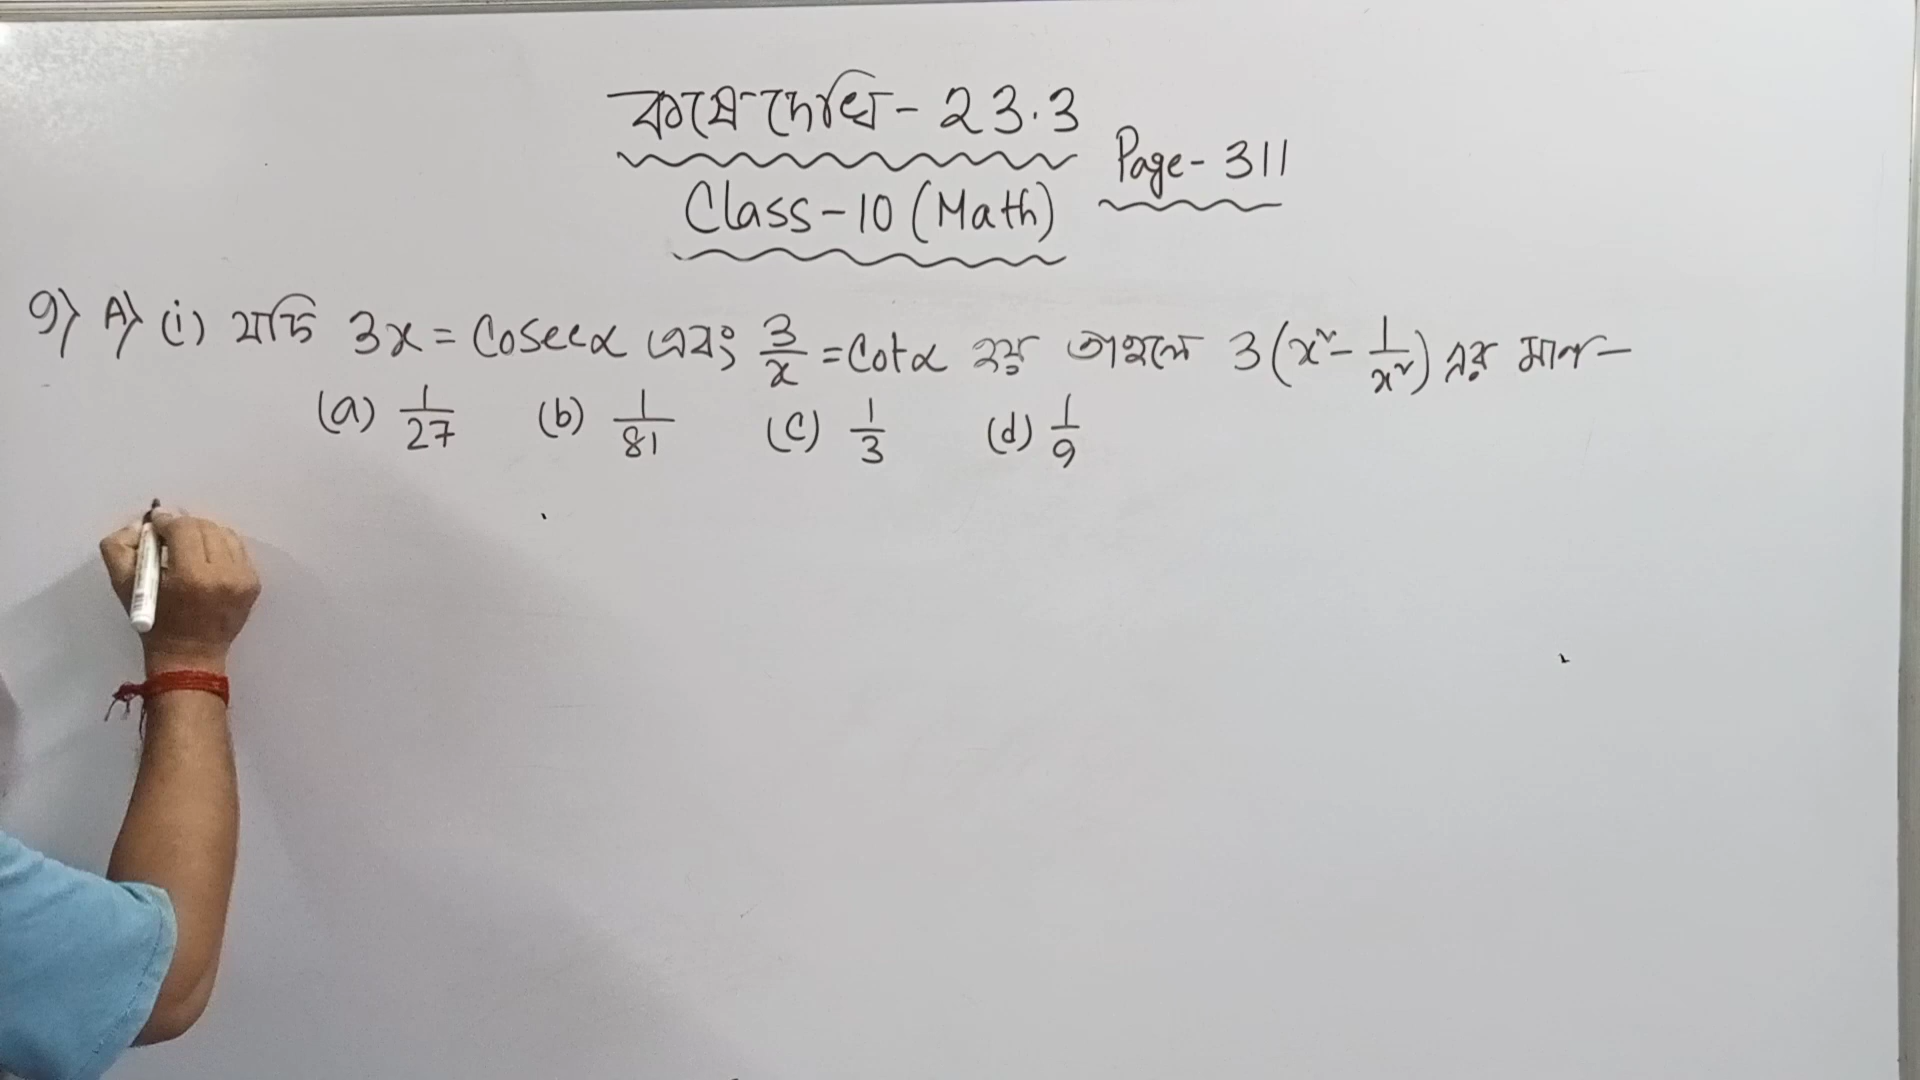 কষে দেখি - 23.3
Page - 311
Class - 10 (Math)
9) A) (i) যদি 3x = Cosecα এবং 3/x = Cotα হয় তাহলে 3(x² - 1/x²) এর মান -
(a) 1/27 (b) 1/81 (c) 1/3 (d) 1/9